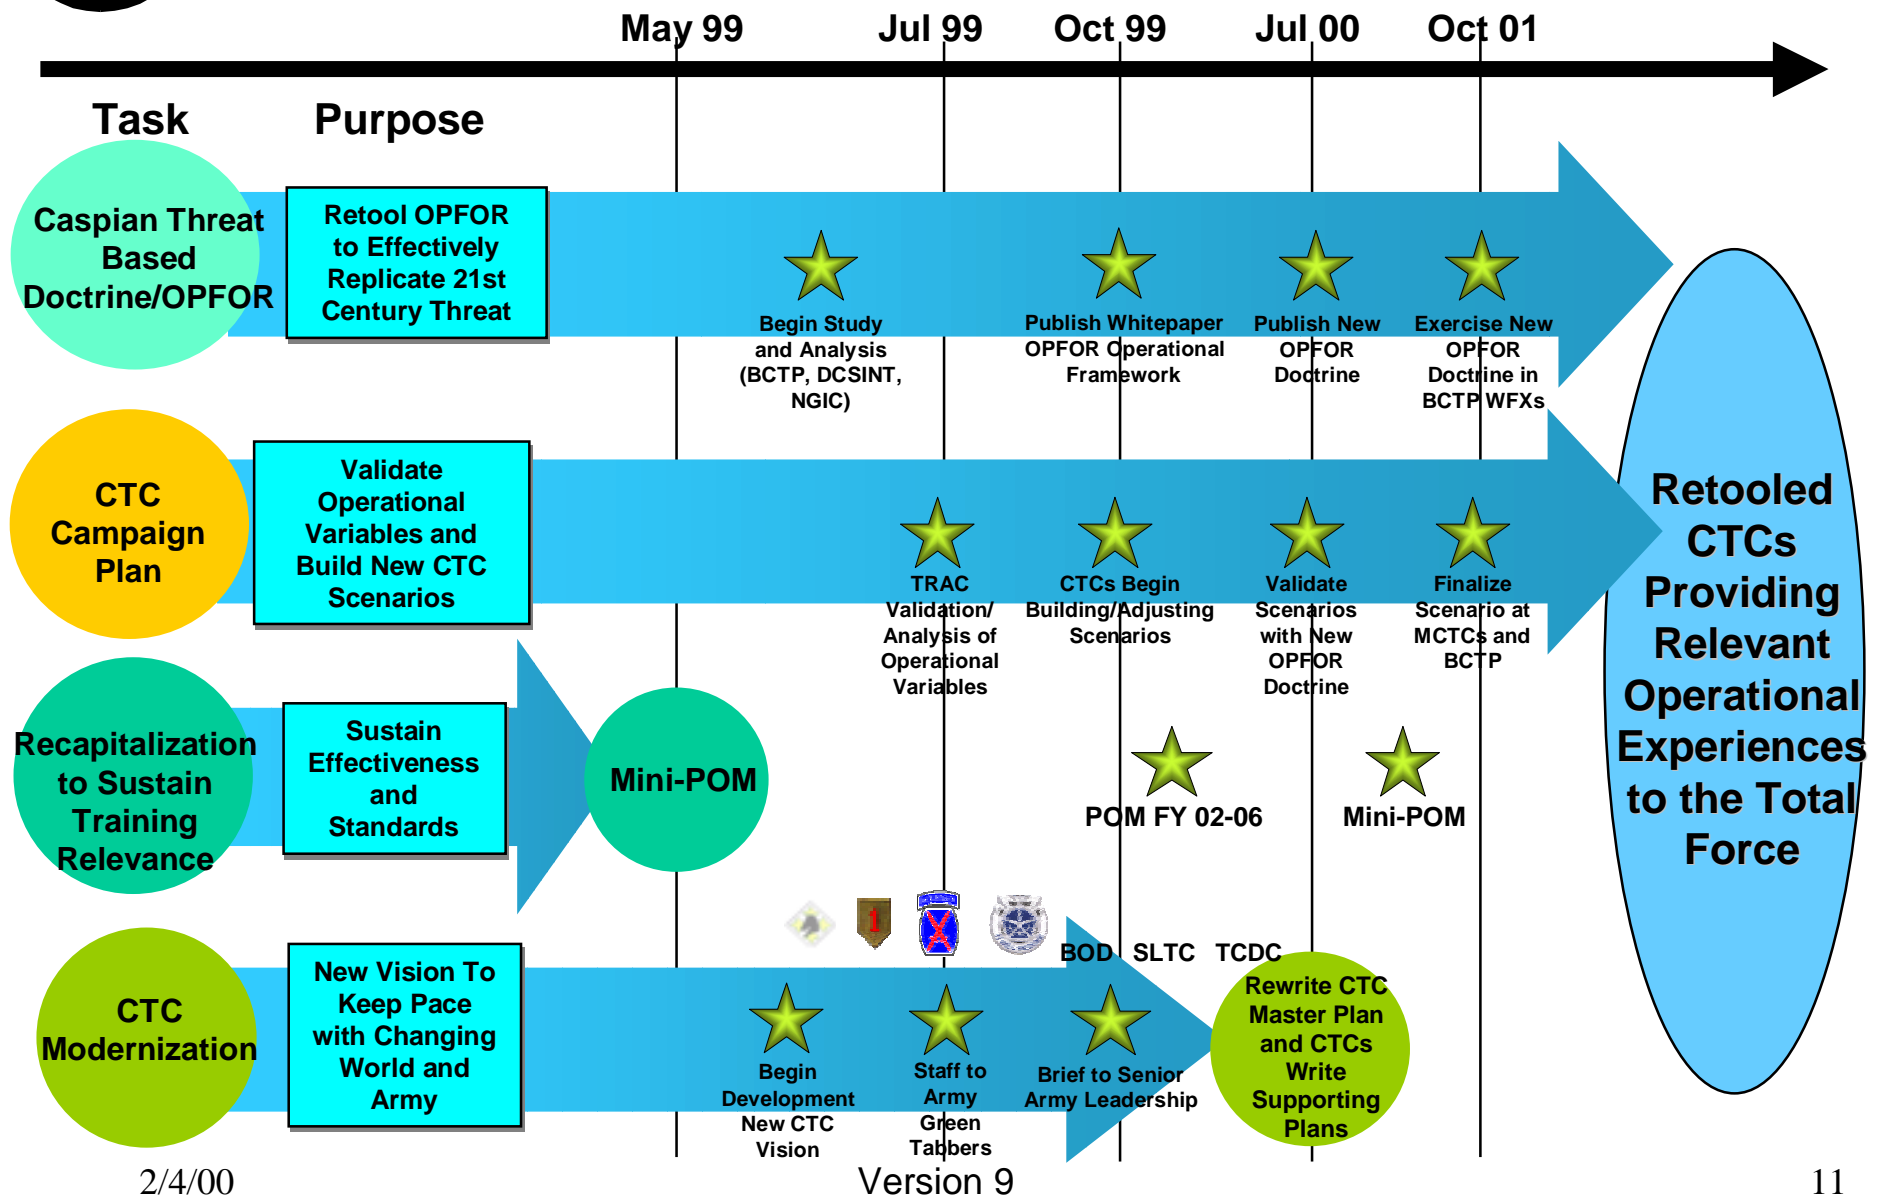 May 99
Jul 99
Oct 99
Jul 00
Oct 01
Task
Purpose
Caspian Threat
Based
Doctrine/OPFOR
Retool OPFOR
to Effectively
Replicate 21st
Century Threat
Begin Study
and Analysis
(BCTP, DCSINT,
NGIC)
Publish Whitepaper
OPFOR Operational
Framework
Publish New
OPFOR
Doctrine
Exercise New
OPFOR
Doctrine in
BCTP WFXs
CTC
Campaign
Plan
Validate
Operational
Variables and
Build New CTC
Scenarios
TRAC
Validation/
Analysis of
Operational
Variables
CTCs Begin
Building/Adjusting
Scenarios
Validate
Scenarios
with New
OPFOR
Doctrine
Finalize
Scenario at
MCTCs and
BCTP
Recapitalization
to Sustain
Training
Relevance
Sustain
Effectiveness
and
Standards
Mini-POM
POM FY 02-06
Mini-POM
CTC
Modernization
New Vision To
Keep Pace
with Changing
World and
Army
1
Begin
Development
New CTC
Vision
Staff to
Army
Green
Tabbers
BOD SLTC TCDC
Brief to Senior
Army Leadership
Rewrite CTC
Master Plan
and CTCs
Write
Supporting
Plans
Retooled
CTCs
Providing
Relevant
Operational
Experiences
to the Total
Force
2/4/00
Version 9
11